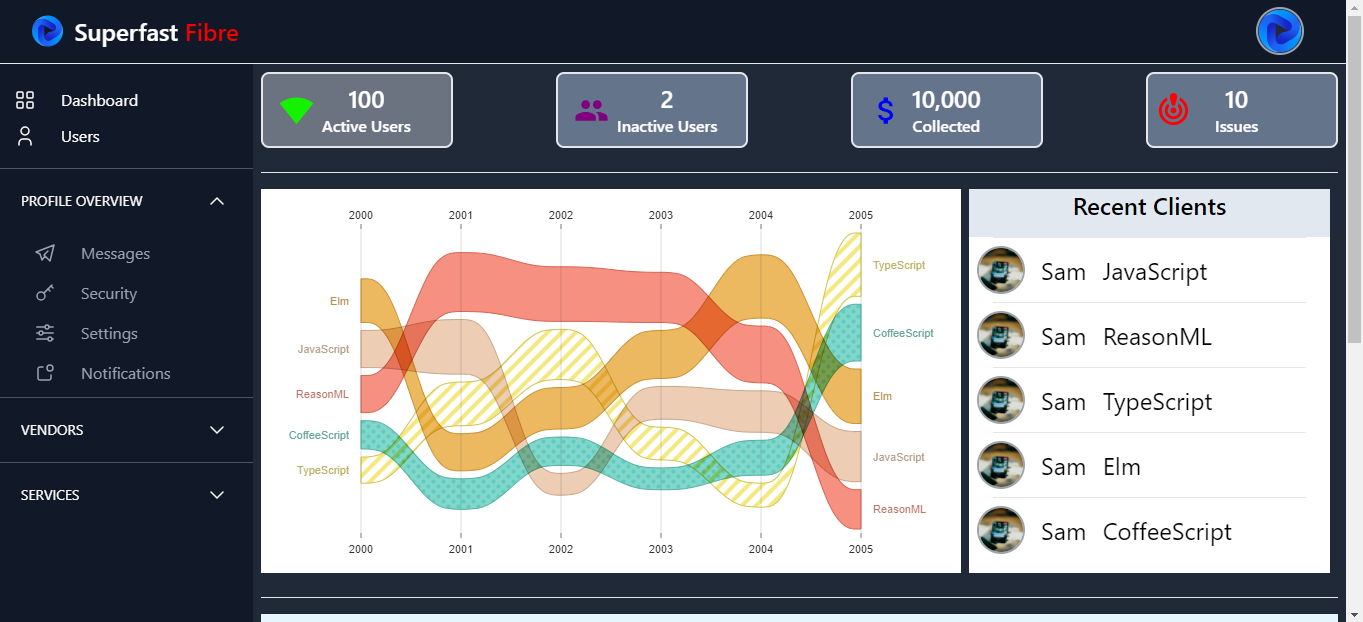 Superfast Fibre
Dashboard
Users
PROFILE OVERVIEW
Messages
Security
Settings
Notifications
VENDORS
SERVICES
100
Active Users
2
Inactive Users
$ 10,000
Collected
10
Issues
2000 2001 2002 2003 2004 2005
Elm
JavaScript
ReasonML
CoffeeScript
TypeScript
TypeScript
CoffeeScript
Elm
JavaScript
ReasonML
2000 2001 2002 2003 2004 2005
Recent Clients
Sam JavaScript
Sam ReasonML
Sam TypeScript
Sam Elm
Sam CoffeeScript